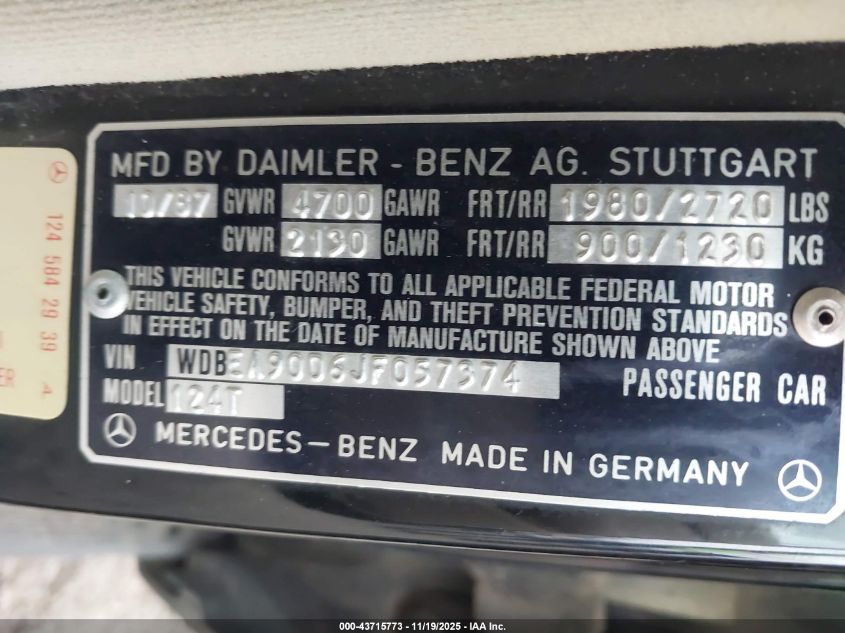 MFD BY DAIMLER - BENZ AG. STUTTGART
10/87 GVWR 4700 GAWR FRT/RR 1980/2720 LBS
GVWR 2130 GAWR FRT/RR 900/1230 KG
THIS VEHICLE CONFORMS TO ALL APPLICABLE FEDERAL MOTOR
VEHICLE SAFETY, BUMPER, AND THEFT PREVENTION STANDARDS
IN EFFECT ON THE DATE OF MANUFACTURE SHOWN ABOVE
VIN WDBEA9006JF057374 PASSENGER CAR
MODEL 124T
MERCEDES-BENZ MADE IN GERMANY
124 584 29 39 A
000-43715773 - 11/19/2025 - IAA Inc.